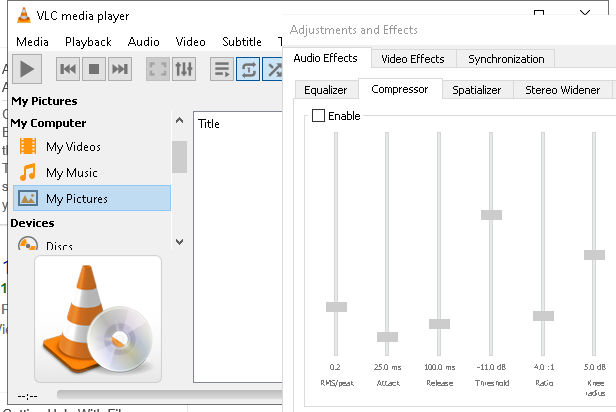 VLC media player
Media Playback Audio Video Subtitle
My Pictures
My Computer
My Videos
My Music
My Pictures
Devices
Discs
Title
--:--
Adjustments and Effects
Audio Effects Video Effects Synchronization
Equalizer Compressor Spatializer Stereo Widener
Enable
0.2 25.0 ms 100.0 ms -11.0 dB 4.0 :1 5.0 dB
RMS/peak Attack Release Threshold Ratio Knee
radius